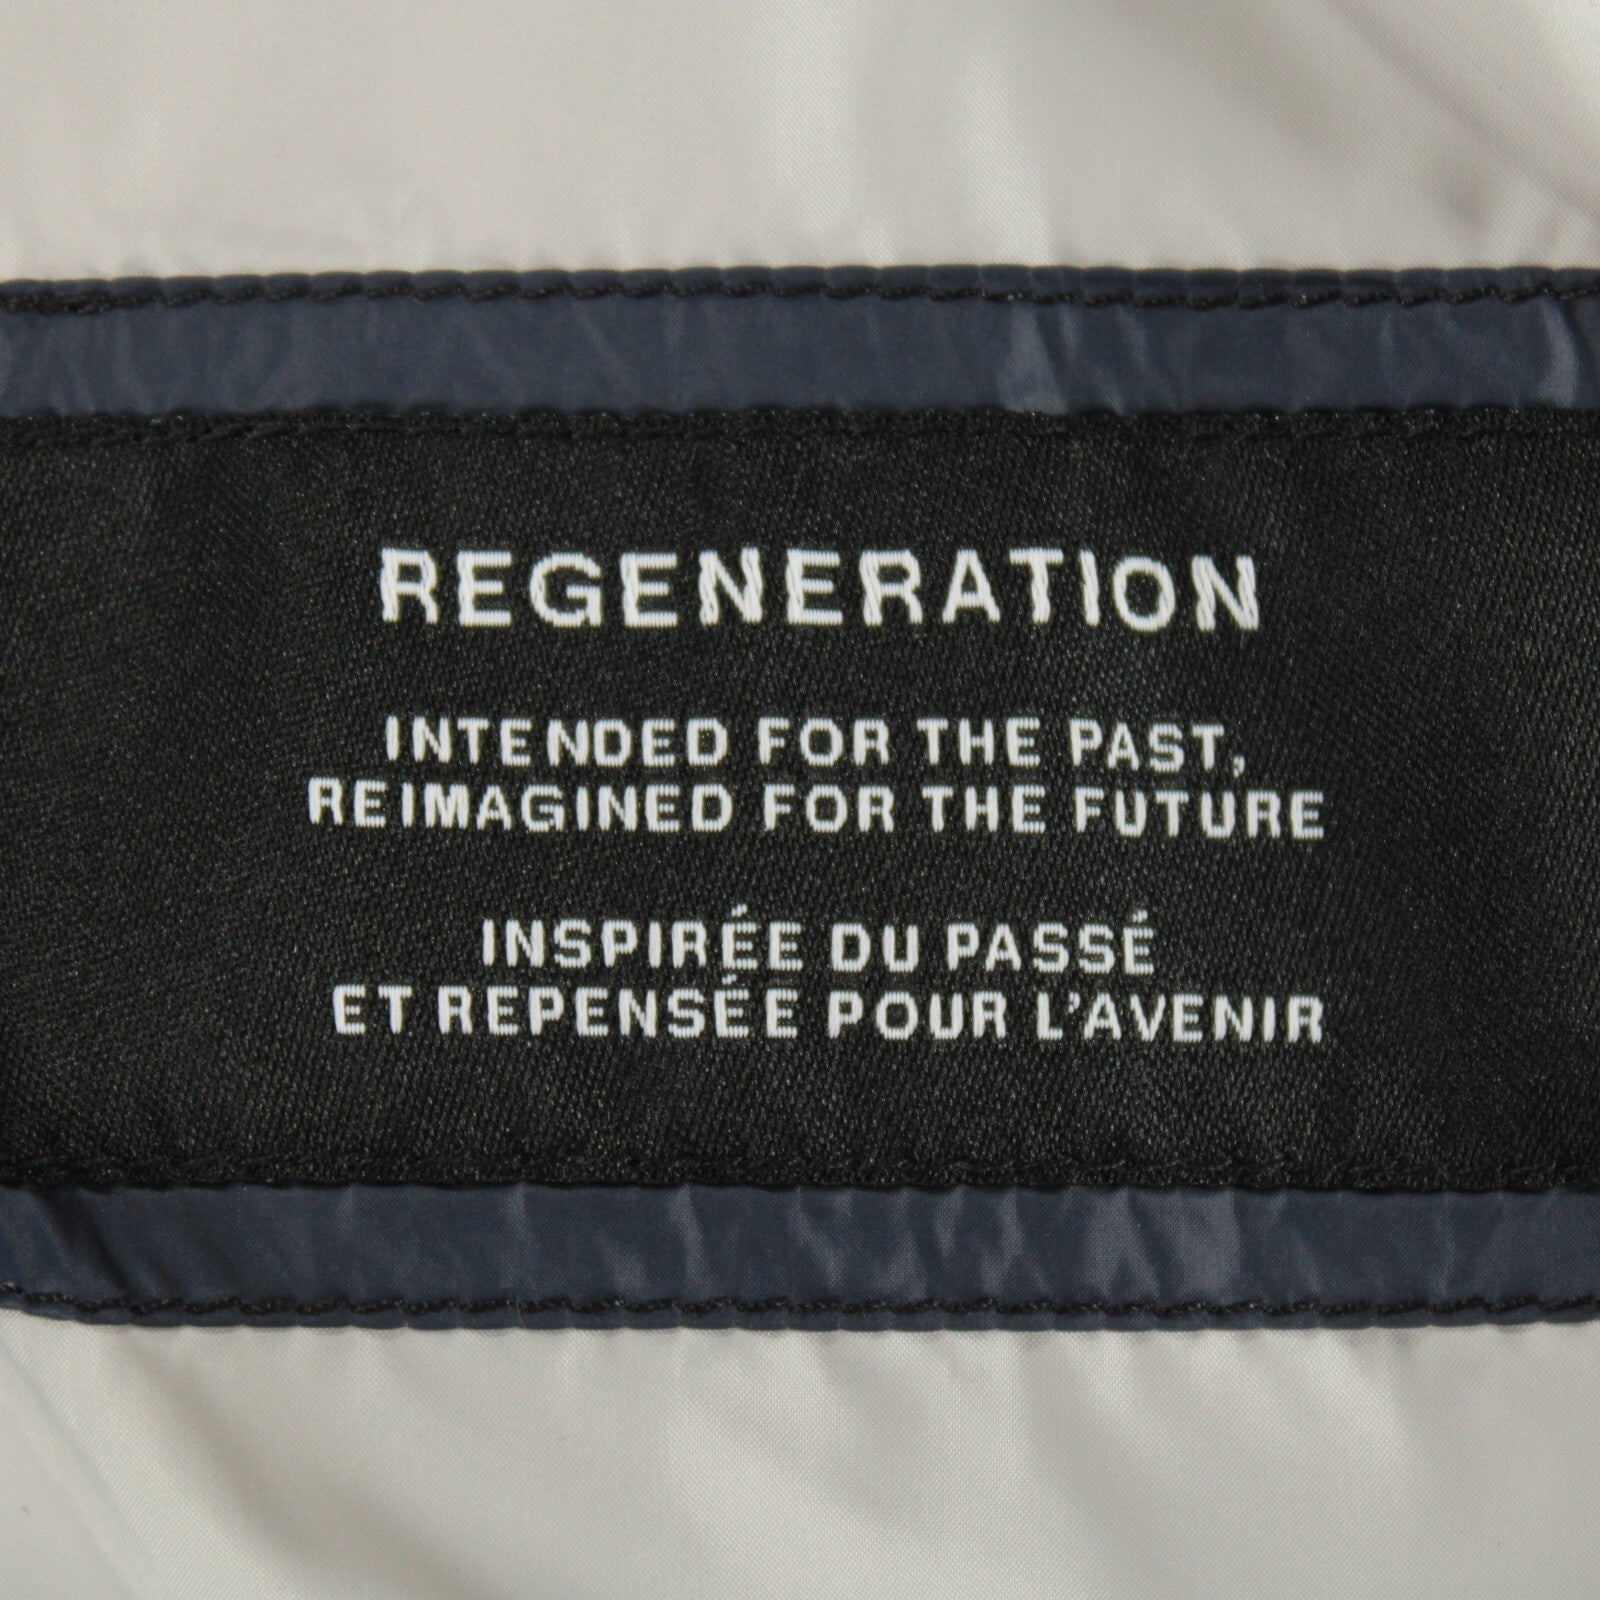 REGENERATION
INTENDED FOR THE PAST,
REIMAGINED FOR THE FUTURE
INSPIRÉE DU PASSÉ
ET REPENSÉE POUR L'AVENIR